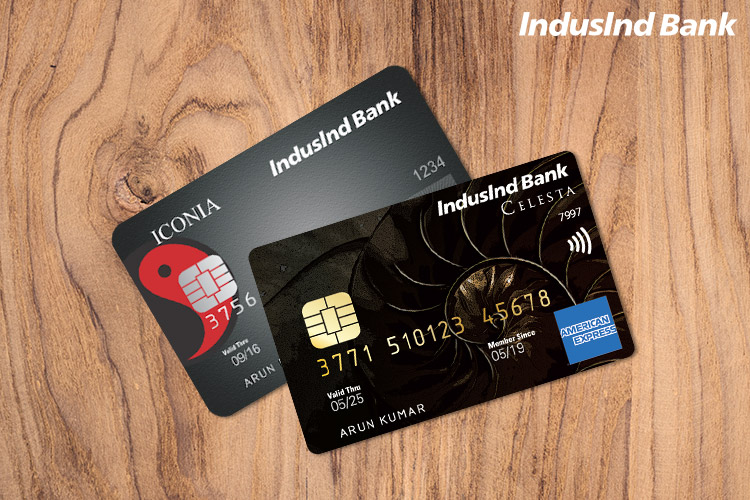 IndusInd Bank
IndusInd Bank
1234
ICONIA
3756
Valid Thru
09/16
ARUN
IndusInd Bank
CELESTA
7997
3771 510123 45678
AMERICAN
EXPRESS
Member Since
05/19
Valid Thru
05/25
ARUN KUMAR